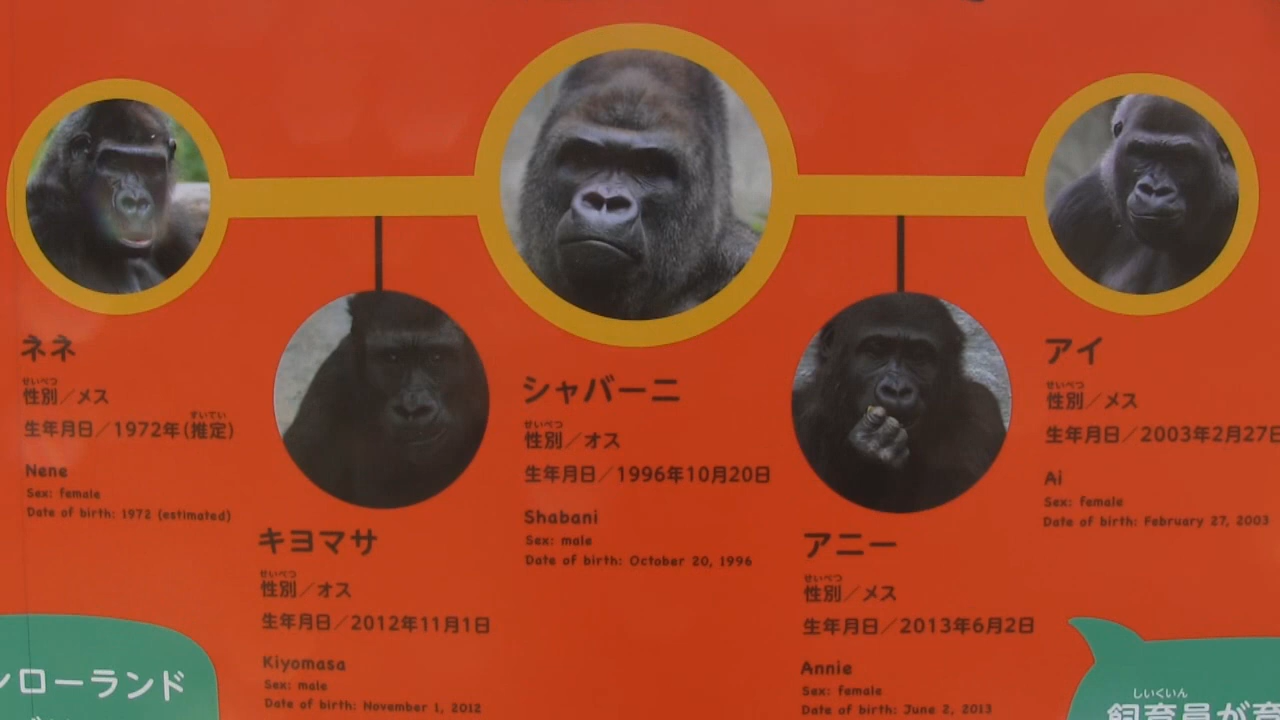 ネネ
せいべつ
性別／メス
すいてい
生年月日／1972年(推定)
Nene
Sex: female
Date of birth: 1972 (estimated)
キヨマサ
せいべつ
性別／オス
生年月日／2012年11月1日
Kiyomasa
Sex: male
Date of birth: November 1, 2012
シャバーニ
せいべつ
性別／オス
生年月日／1996年10月20日
Shabani
Sex: male
Date of birth: October 20, 1996
アニー
せいべつ
性別／メス
生年月日／2013年6月2日
Annie
Sex: female
Date of birth: June 2, 2013
アイ
せいべつ
性別／メス
生年月日／2003年2月27日
Ai
Sex: female
Date of birth: February 27, 2003
ンローランド
しいくいん
飼育員が育